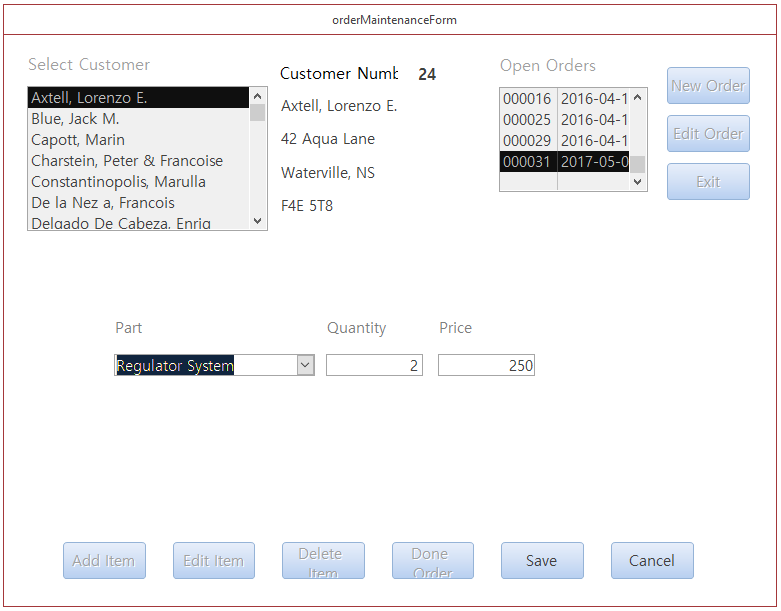 orderMaintenanceForm
Select Customer
Axtell, Lorenzo E.
Blue, Jack M.
Capott, Marin
Charstein, Peter & Francoise
Constantinopolis, Marulla
De la Nez a, Francois
Delgado De Cabeza, Enriq
Customer Numb 24
Axtell, Lorenzo E.
42 Aqua Lane
Waterville, NS
F4E 5T8
Open Orders
000016 2016-04-1
000025 2016-04-1
000029 2016-04-1
000031 2017-05-0
New Order
Edit Order
Exit
Part Quantity Price
Regulator System 2 250
Add Item
Edit Item
Delete
Item
Done
Order
Save
Cancel